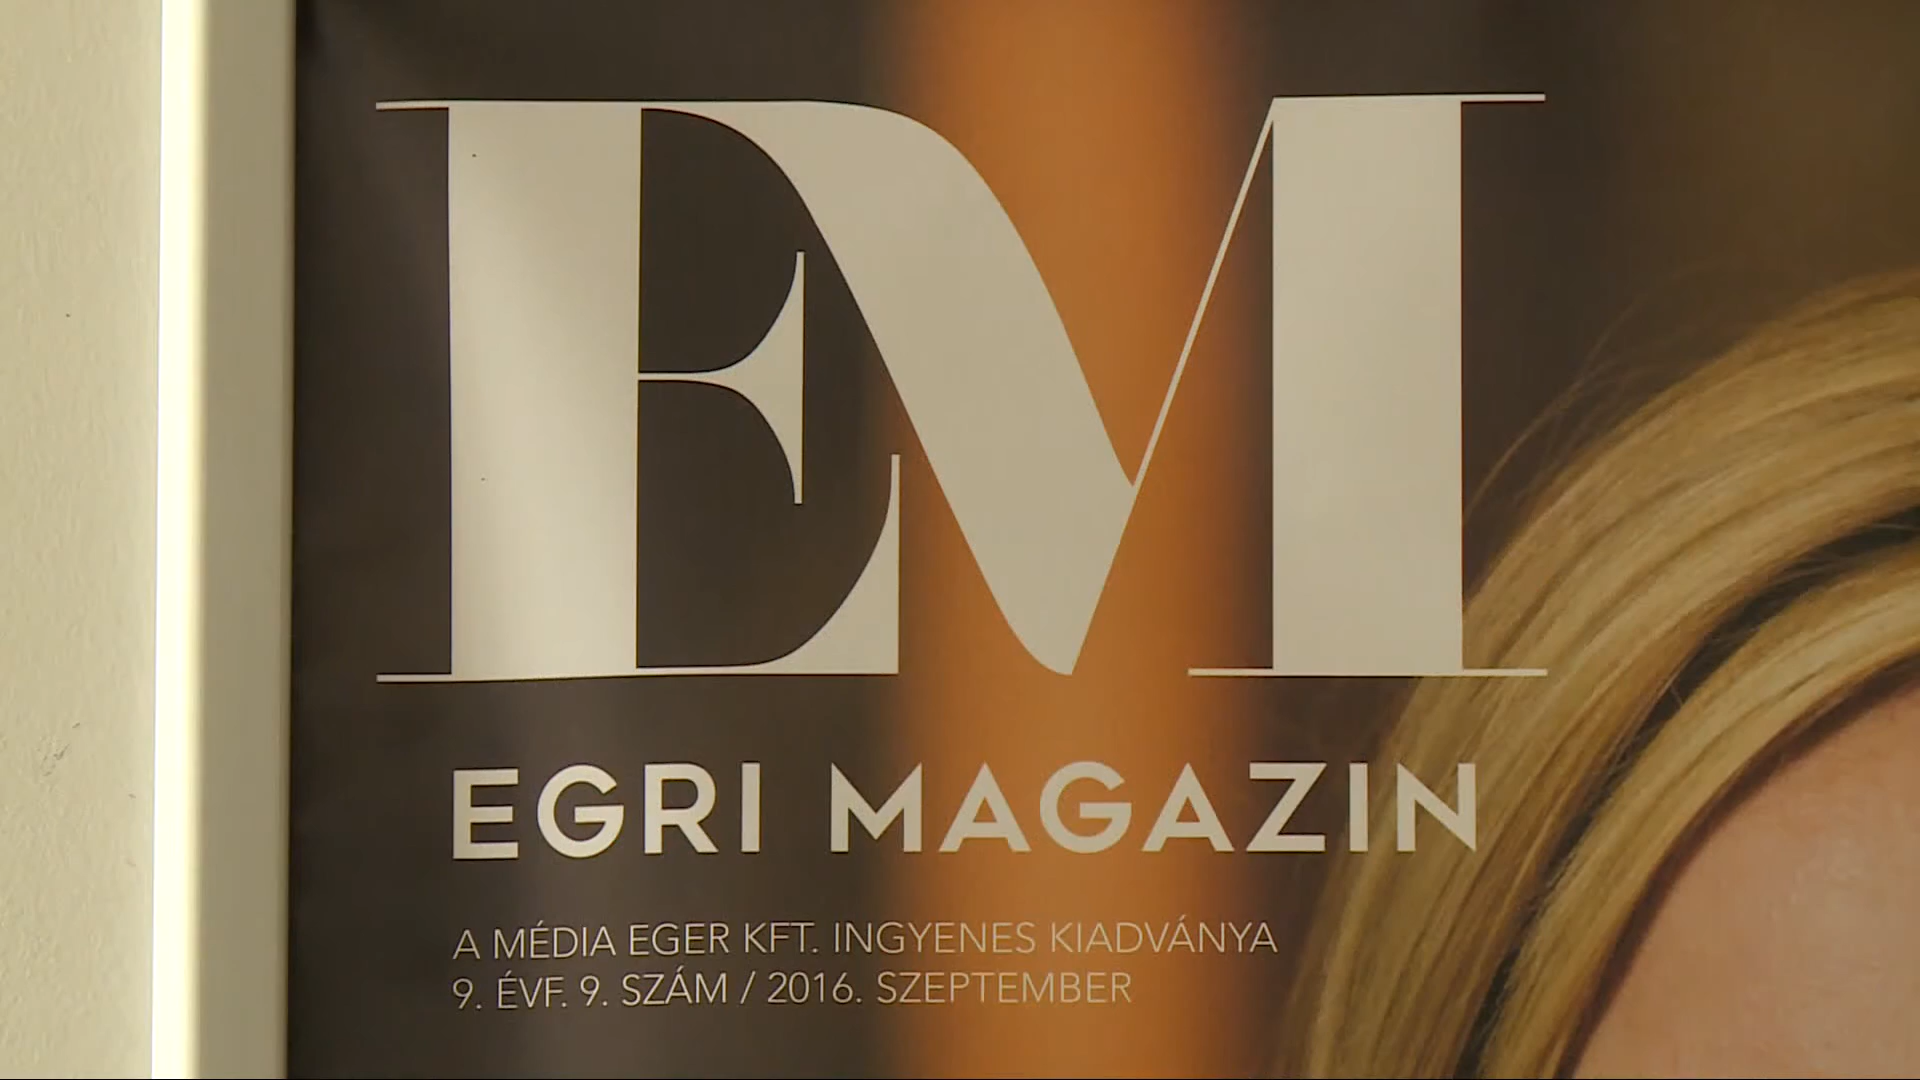 EM
EGRI MAGAZIN
A MÉDIA EGER KFT. INGYENES KIADVÁNYA
9. ÉVF. 9. SZÁM / 2016. SZEPTEMBER